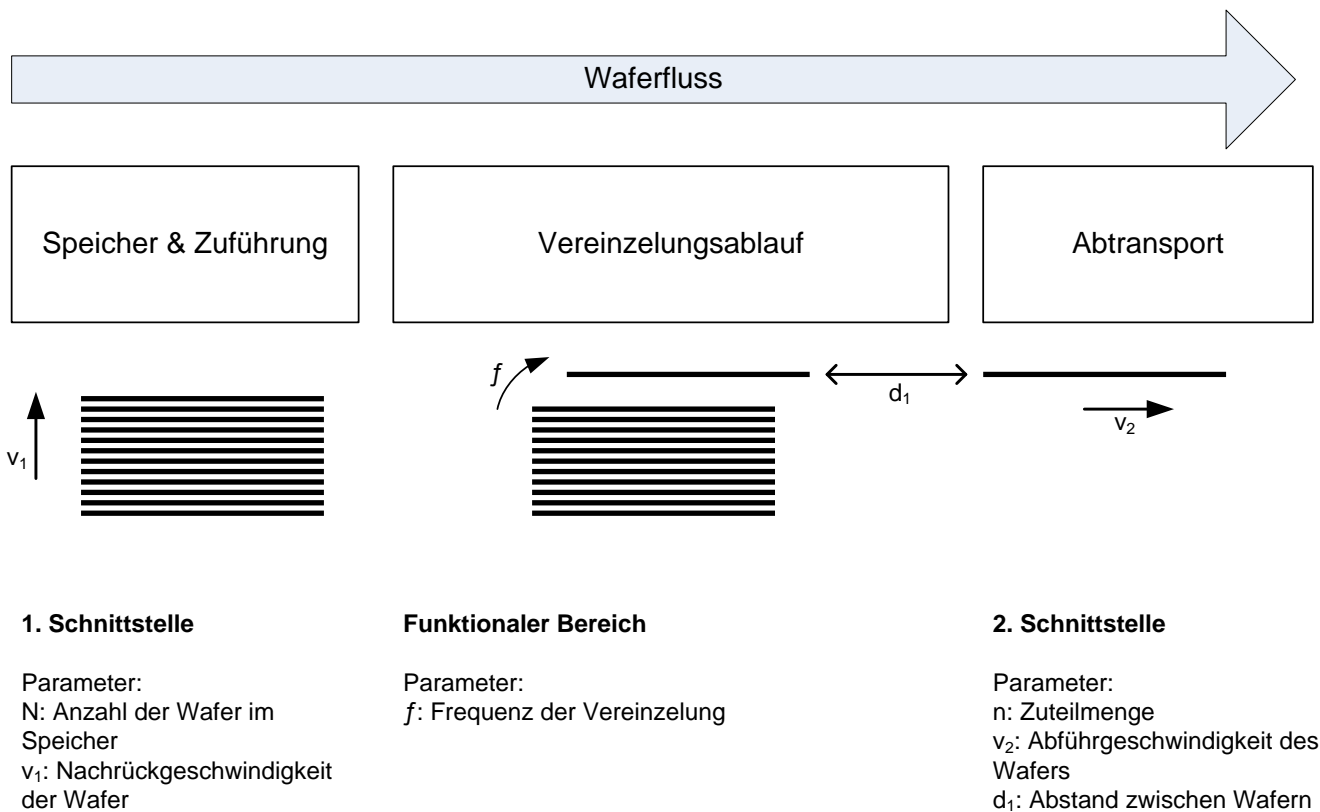 Waferfluss
Speicher & Zuführung
Vereinzelungsablauf
Abtransport
f
d₁
v₂
v₁
1. Schnittstelle
Parameter:
N: Anzahl der Wafer im
Speicher
v₁: Nachrückgeschwindigkeit
der Wafer
Funktionaler Bereich
Parameter:
f: Frequenz der Vereinzelung
2. Schnittstelle
Parameter:
n: Zuteilmenge
v₂: Abführgeschwindigkeit des
Wafers
d₁: Abstand zwischen Wafern